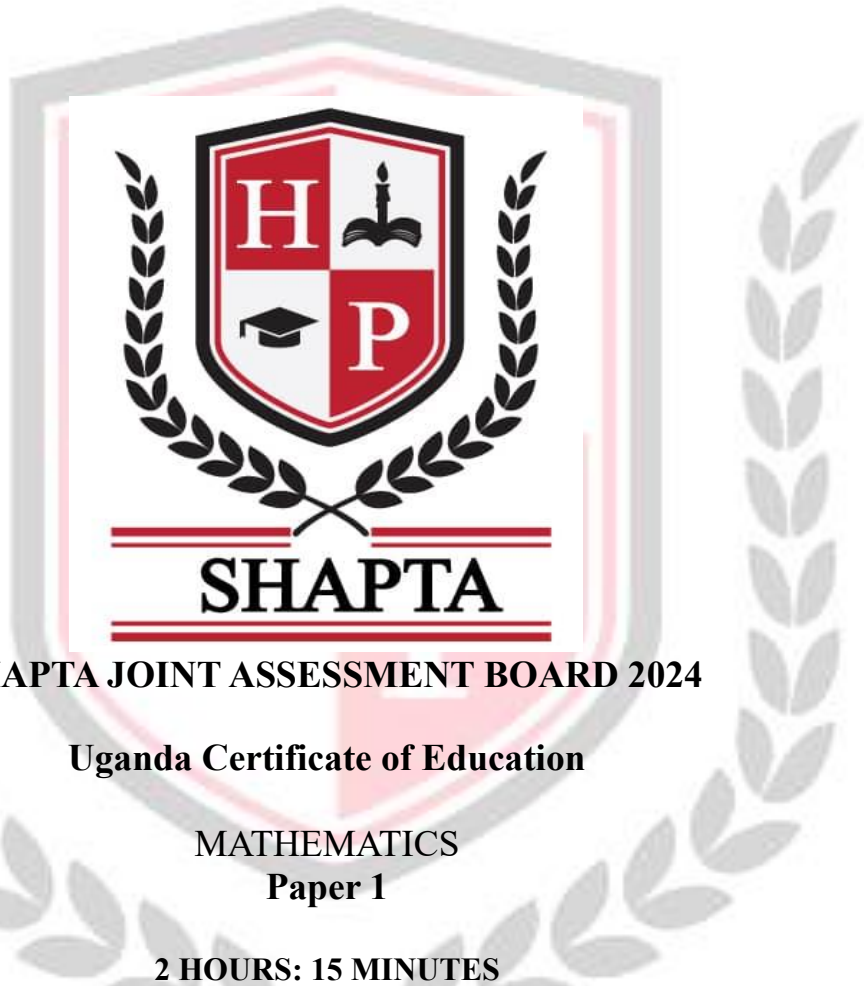 H
P
SHAPTA
APTA JOINT ASSESSMENT BOARD 2024
Uganda Certificate of Education
MATHEMATICS
Paper 1
2 HOURS: 15 MINUTES